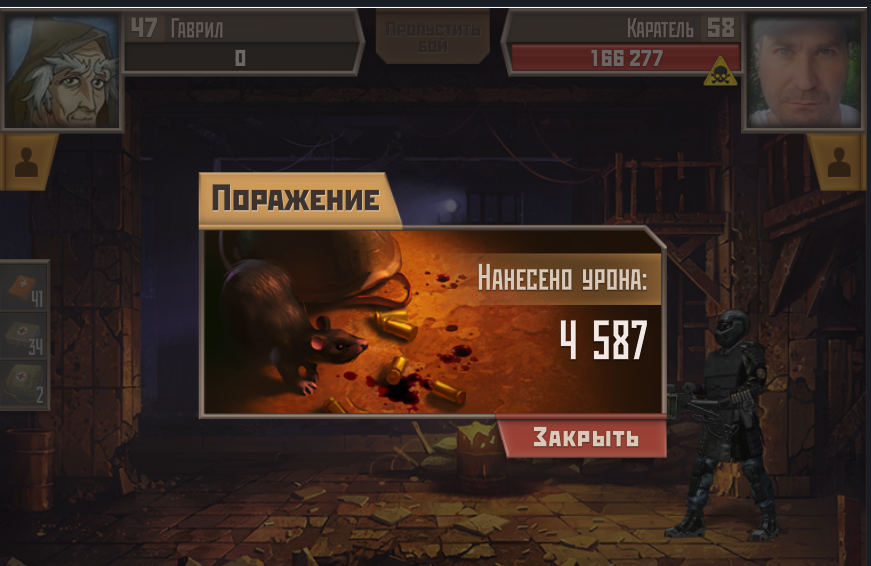 47 Гаврил
0
Пропустить
бой
Каратель 58
166 277
Поражение
Нанесено урона:
4 587
Закрыть
41
34
2